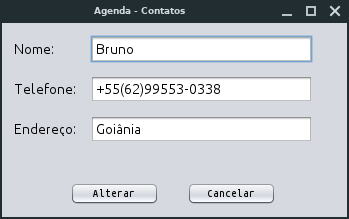 Agenda - Contatos
Nome: Bruno
Telefone: +55(62)99553-0338
Endereço: Goiânia
Alterar Cancelar